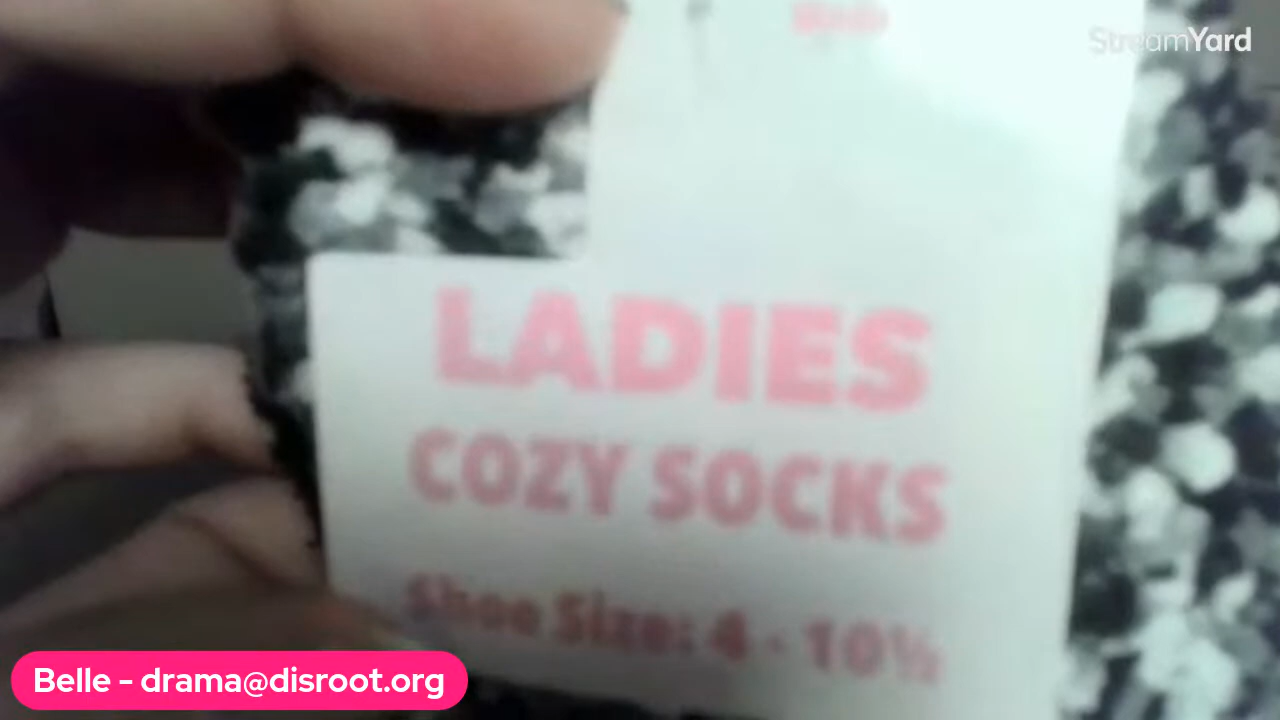 StreamYard
LADIES
COZY SOCKS
Shoe Size: 4 - 10½
Belle - drama@disroot.org